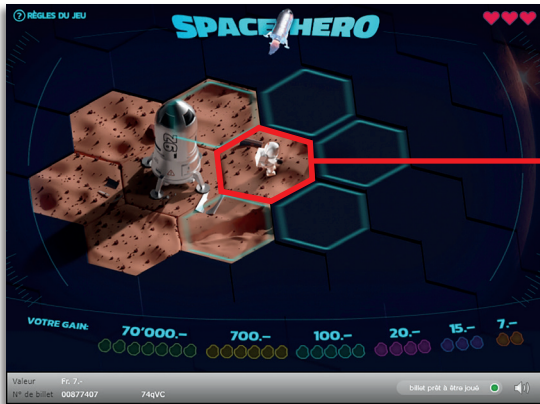 ? RÈGLES DU JEU
SPACE HERO
VOTRE GAIN:
70'000.– 700.– 100.– 20.– 15.– 7.–
Valeur Fr. 7.-
N° de billet 00877407 74qVC
billet prêt à être joué